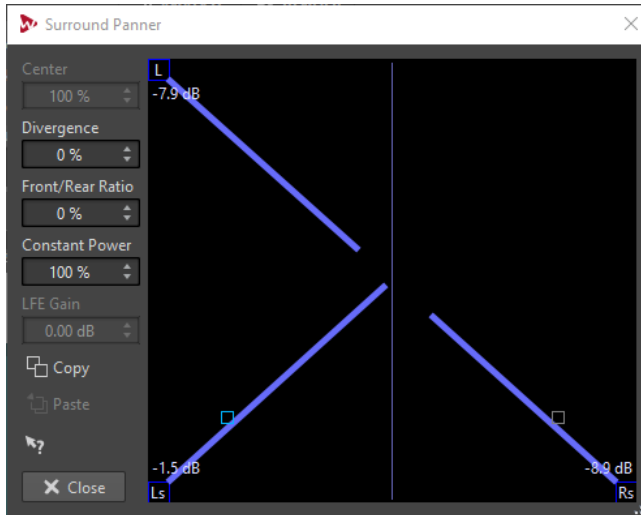 Surround Panner
Center
100 %
Divergence
0 %
Front/Rear Ratio
0 %
Constant Power
100 %
LFE Gain
0.00 dB
Copy
Paste
?
Close
L
-7.9 dB
-1.5 dB
Ls
-8.9 dB
Rs